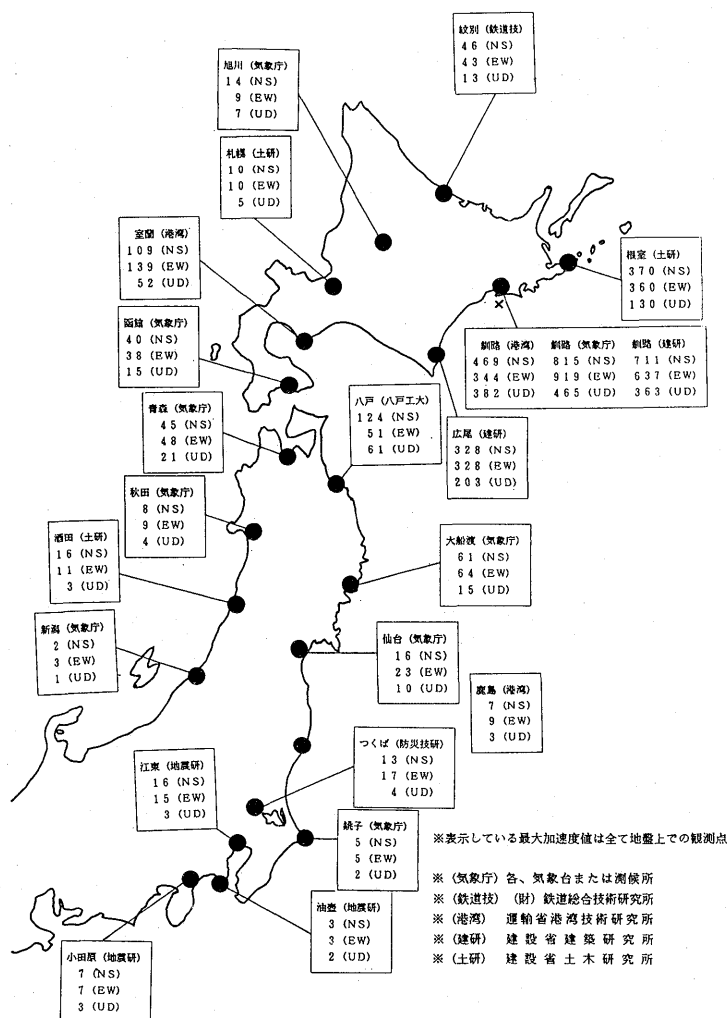 紋別 (鉄道技)
46 (NS)
43 (EW)
13 (UD)
旭川 (気象庁)
14 (NS)
9 (EW)
7 (UD)
札幌 (土研)
10 (NS)
10 (EW)
5 (UD)
室蘭 (港湾)
109 (NS)
139 (EW)
52 (UD)
根室 (土研)
370 (NS)
360 (EW)
130 (UD)
×
函館 (気象庁)
40 (NS)
38 (EW)
15 (UD)
釧路 (港湾) 釧路 (気象庁) 釧路 (建研)
469 (NS) 815 (NS) 711 (NS)
344 (EW) 919 (EW) 637 (EW)
382 (UD) 465 (UD) 363 (UD)
青森 (気象庁)
45 (NS)
48 (EW)
21 (UD)
八戸 (八戸工大)
124 (NS)
51 (EW)
61 (UD)
広尾 (建研)
328 (NS)
328 (EW)
203 (UD)
秋田 (気象庁)
8 (NS)
9 (EW)
4 (UD)
酒田 (土研)
16 (NS)
11 (EW)
3 (UD)
大船渡 (気象庁)
61 (NS)
64 (EW)
15 (UD)
新潟 (気象庁)
2 (NS)
3 (EW)
1 (UD)
仙台 (気象庁)
16 (NS)
23 (EW)
10 (UD)
鹿島 (港湾)
7 (NS)
9 (EW)
3 (UD)
つくば (防災技研)
13 (NS)
17 (EW)
4 (UD)
江東 (地震研)
16 (NS)
15 (EW)
3 (UD)
銚子 (気象庁)
5 (NS)
5 (EW)
2 (UD)
油壺 (地震研)
3 (NS)
3 (EW)
2 (UD)
小田原 (地震研)
7 (NS)
7 (EW)
3 (UD)
※表示している最大加速度値は全て地盤上での観測点
※ (気象庁) 各、気象台または測候所
※ (鉄道技) (財) 鉄道総合技術研究所
※ (港湾) 運輸省港湾技術研究所
※ (建研) 建設省建築研究所
※ (土研) 建設省土木研究所